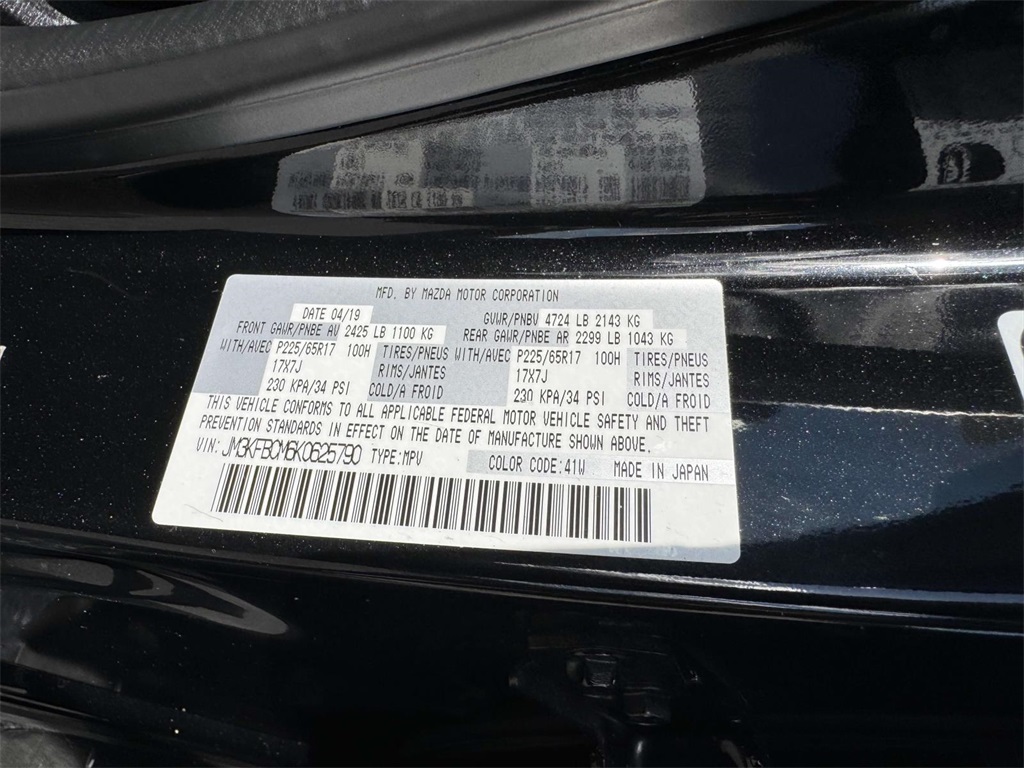 MFD. BY MAZDA MOTOR CORPORATION
DATE 04/19 GVWR/PNBV 4724 LB 2143 KG
FRONT GAWR/PNBE AV 2425 LB 1100 KG REAR GAWR/PNBE AR 2299 LB 1043 KG
WITH/AVEC P225/65R17 100H TIRES/PNEUS WITH/AVEC P225/65R17 100H TIRES/PNEUS
17X7J RIMS/JANTES 17X7J RIMS/JANTES
230 KPA/34 PSI COLD/A FROID 230 KPA/34 PSI COLD/A FROID
THIS VEHICLE CONFORMS TO ALL APPLICABLE FEDERAL MOTOR VEHICLE SAFETY AND THEFT
PREVENTION STANDARDS IN EFFECT ON THE DATE OF MANUFACTURE SHOWN ABOVE.
VIN: JM3KFBCM6K0625790 TYPE:MPV COLOR CODE:41W MADE IN JAPAN